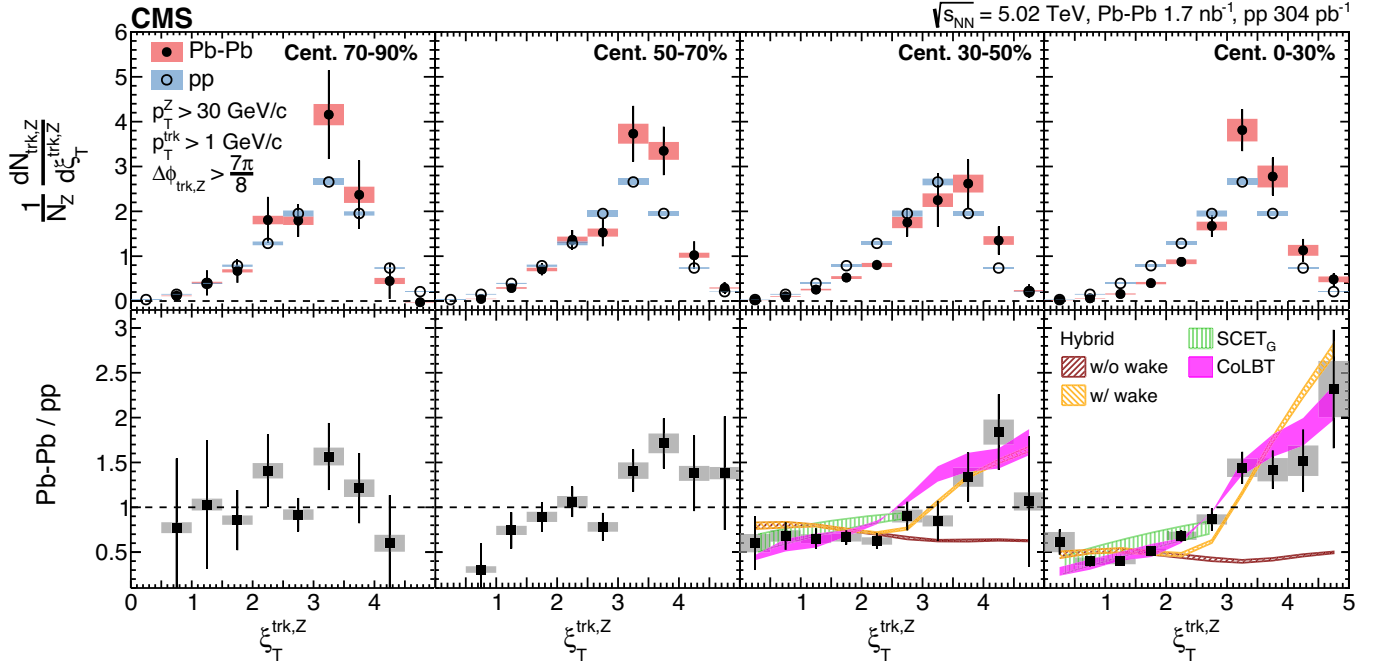 CMS
√s_NN = 5.02 TeV, Pb-Pb 1.7 nb⁻¹, pp 304 pb⁻¹
Pb-Pb
pp
p_T^Z > 30 GeV/c
p_T^trk > 1 GeV/c
Δϕ_trk,Z > 7π/8
Cent. 70-90%
Cent. 50-70%
Cent. 30-50%
Cent. 0-30%
1/N_Z dN_trk,Z/dξ_T^trk,Z
6
5
4
3
2
1
0
Pb-Pb / pp
3
2.5
2
1.5
1
0.5
Hybrid
w/o wake
w/ wake
SCET_G
CoLBT
0 1 2 3 4
1 2 3 4
1 2 3 4
1 2 3 4 5
ξ_T^trk,Z
ξ_T^trk,Z
ξ_T^trk,Z
ξ_T^trk,Z